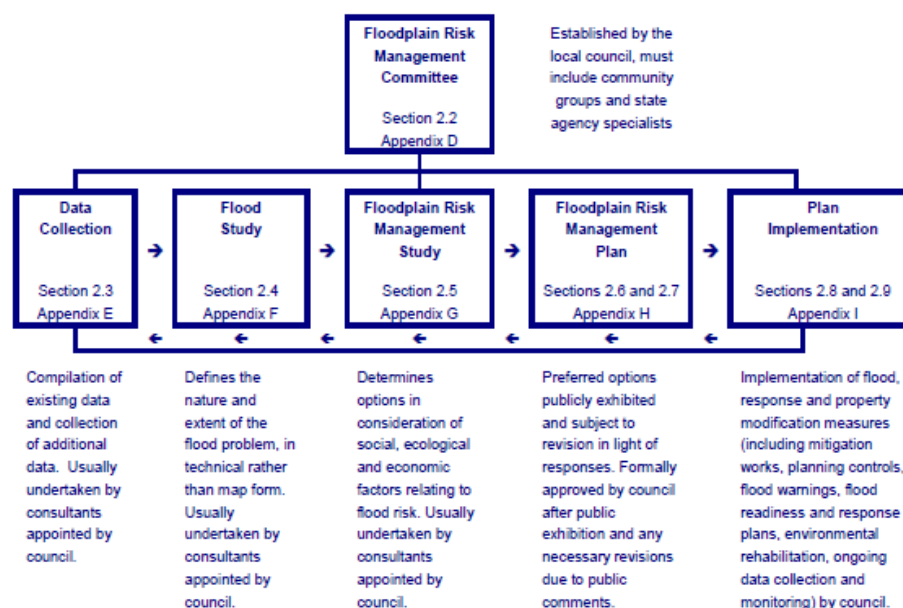 Floodplain Risk
Management
Committee
Section 2.2
Appendix D
Established by the
local council, must
include community
groups and state
agency specialists
Data
Collection
Section 2.3
Appendix E
Flood
Study
Section 2.4
Appendix F
Floodplain Risk
Management
Study
Section 2.5
Appendix G
Floodplain Risk
Management
Plan
Sections 2.6 and 2.7
Appendix H
Plan
Implementation
Sections 2.8 and 2.9
Appendix I
Compilation of
existing data
and collection
of additional
data. Usually
undertaken by
consultants
appointed by
council.
Defines the
nature and
extent of the
flood problem, in
technical rather
than map form.
Usually
undertaken by
consultants
appointed by
council.
Determines
options in
consideration of
social, ecological
and economic
factors relating to
flood risk. Usually
undertaken by
consultants
appointed by
council.
Preferred options
publicly exhibited
and subject to
revision in light of
responses. Formally
approved by council
after public
exhibition and any
necessary revisions
due to public
comments.
Implementation of flood,
response and property
modification measures
(including mitigation
works, planning controls,
flood warnings, flood
readiness and response
plans, environmental
rehabilitation, ongoing
data collection and
monitoring) by council.